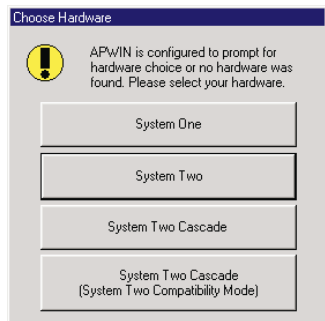 Choose Hardware
APWIN is configured to prompt for
hardware choice or no hardware was
found. Please select your hardware.
System One
System Two
System Two Cascade
System Two Cascade
(System Two Compatibility Mode)